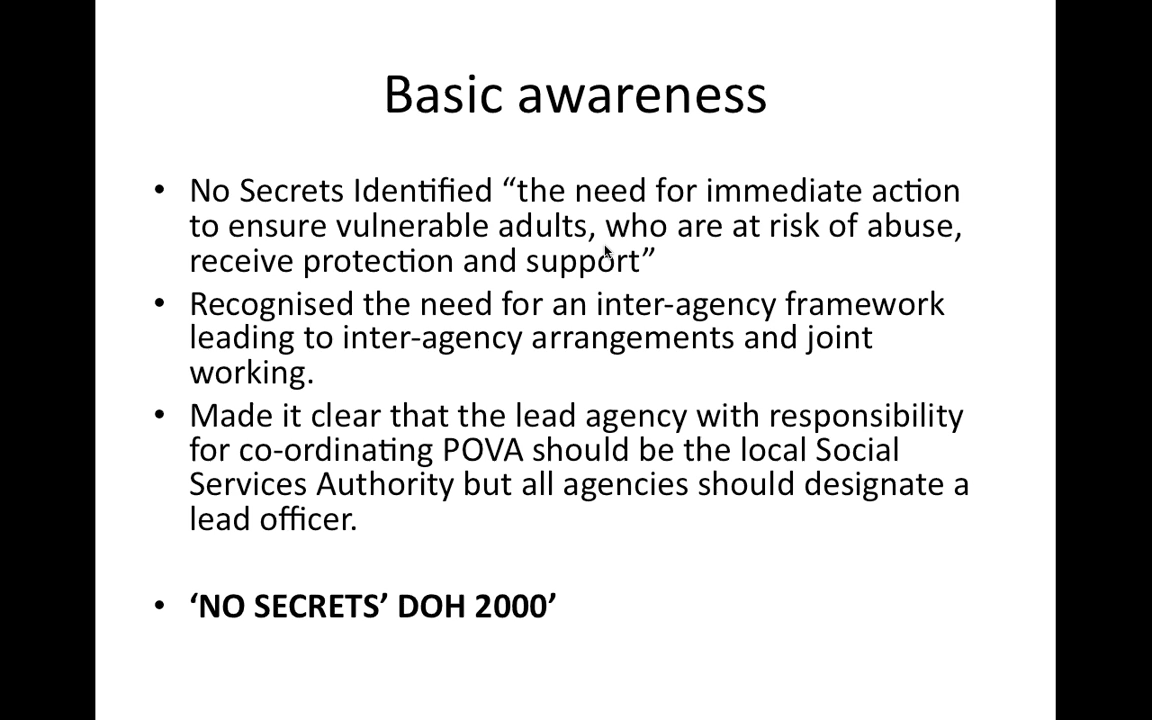 Basic awareness
• No Secrets Identified “the need for immediate action
to ensure vulnerable adults, who are at risk of abuse,
receive protection and support”
• Recognised the need for an inter-agency framework
leading to inter-agency arrangements and joint
working.
• Made it clear that the lead agency with responsibility
for co-ordinating POVA should be the local Social
Services Authority but all agencies should designate a
lead officer.
• ‘NO SECRETS’ DOH 2000’